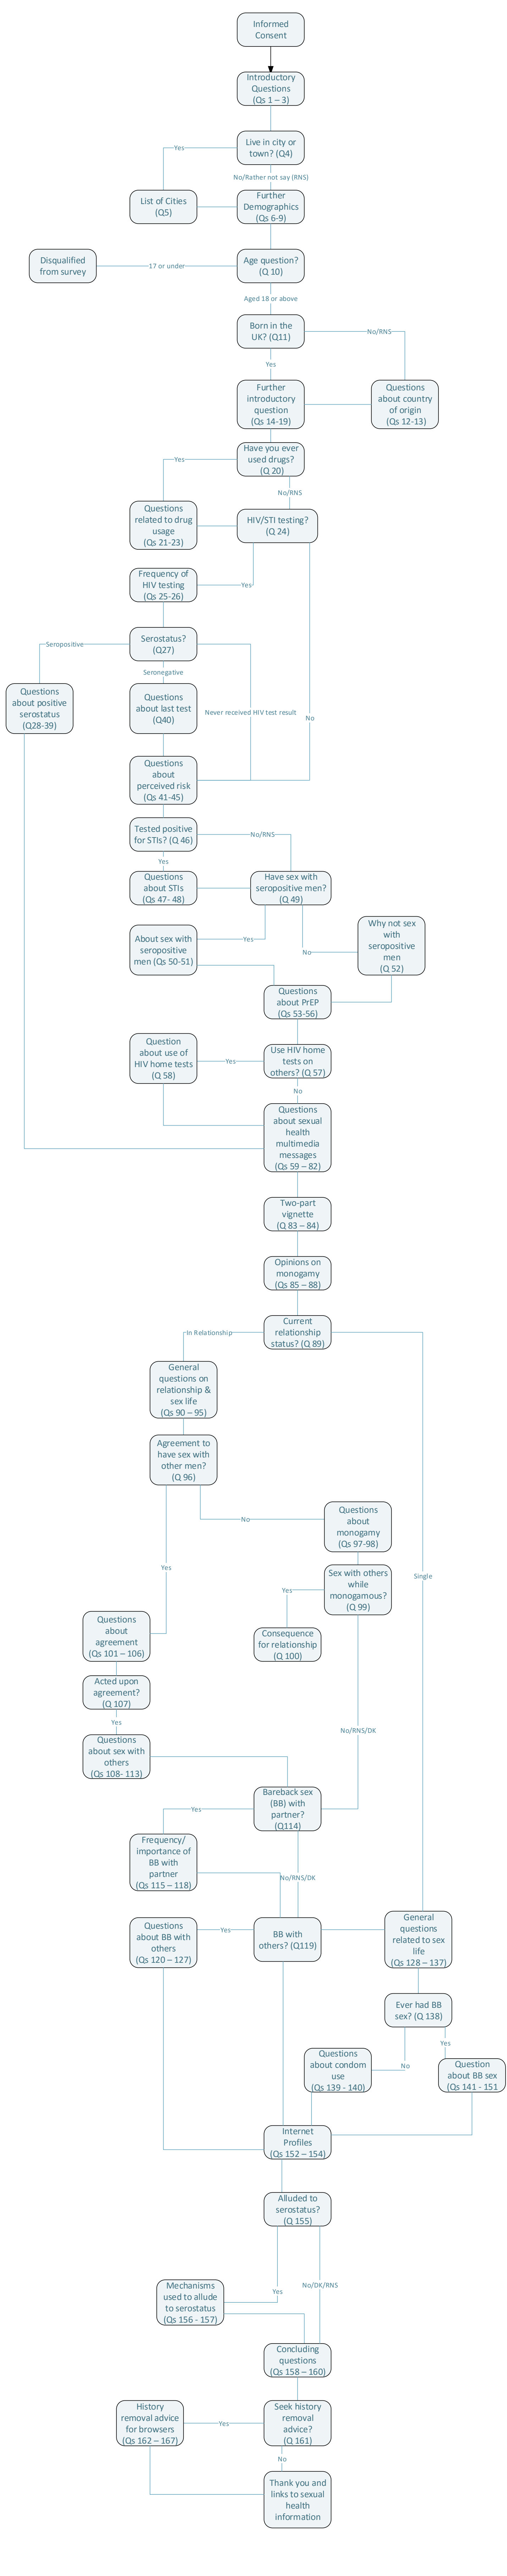 Informed
Consent
Introductory
Questions
(Qs 1 – 3)
Live in city or
town? (Q4)
Yes
No/Rather not say (RNS)
List of Cities
(Q5)
Further
Demographics
(Qs 6-9)
Disqualified
from survey
17 or under
Age question?
(Q 10)
Aged 18 or above
Born in the
UK? (Q11)
No/RNS
Yes
Further
introductory
question
(Qs 14-19)
Questions
about country
of origin
(Qs 12-13)
Have you ever
used drugs?
(Q 20)
Yes
No/RNS
Questions
related to drug
usage
(Qs 21-23)
HIV/STI testing?
(Q 24)
Frequency of
HIV testing
(Qs 25-26)
Yes
Serostatus?
(Q27)
Seropositive
Seronegative
Questions
about positive
serostatus
(Q28-39)
Questions
about last test
(Q40)
Never received HIV test result
No
Questions
about
perceived risk
(Qs 41-45)
Tested positive
for STIs? (Q 46)
No/RNS
Yes
Questions
about STIs
(Qs 47- 48)
Have sex with
seropositive men?
(Q 49)
About sex with
seropositive
men (Qs 50-51)
Yes
No
Why not sex
with
seropositive
men
(Q 52)
Questions
about PrEP
(Qs 53-56)
Question
about use of
HIV home tests
(Q 58)
Yes
Use HIV home
tests on
others? (Q 57)
No
Questions
about sexual
health
multimedia
messages
(Qs 59 – 82)
Two-part
vignette
(Q 83 – 84)
Opinions on
monogamy
(Qs 85 – 88)
Current
relationship
status? (Q 89)
In Relationship
General
questions on
relationship &
sex life
(Qs 90 – 95)
Agreement to
have sex with
other men?
(Q 96)
No
Questions
about
monogamy
(Qs 97-98)
Yes
Single
Sex with others
while
monogamous?
(Q 99)
Yes
Questions
about
agreement
(Qs 101 – 106)
Consequence
for relationship
(Q 100)
Acted upon
agreement?
(Q 107)
Yes
No/RNS/DK
Questions
about sex with
others
(Qs 108- 113)
Bareback sex
(BB) with
partner?
(Q114)
Yes
Frequency/
importance of
BB with
partner
(Qs 115 – 118)
No/RNS/DK
Questions
about BB with
others
(Qs 120 – 127)
Yes
BB with
others? (Q119)
General
questions
related to sex
life
(Qs 128 – 137)
Ever had BB
sex? (Q 138)
Yes
No
Questions
about condom
use
(Qs 139 - 140)
Question
about BB sex
(Qs 141 - 151
Internet
Profiles
(Qs 152 – 154)
Alluded to
serostatus?
(Q 155)
Mechanisms
used to allude
to serostatus
(Qs 156 - 157)
Yes
No/DK/RNS
Concluding
questions
(Qs 158 – 160)
History
removal advice
for browsers
(Qs 162 – 167)
Yes
Seek history
removal
advice?
(Q 161)
No
Thank you and
links to sexual
health
information